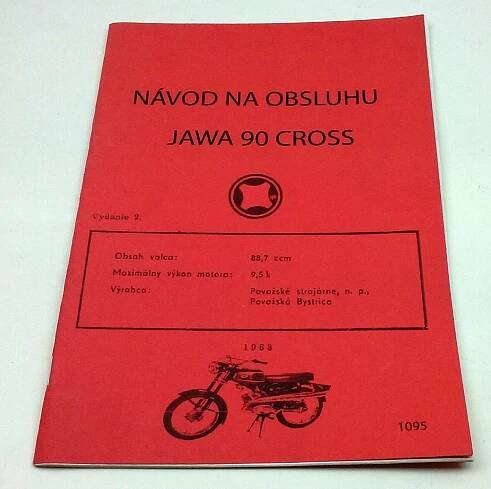 NÁVOD NA OBSLUHU
JAWA 90 CROSS
Vydanie 2.
Obsah valca: 88,7 ccm
Maximálny výkon motora: 9,5 k
Výrobca: Považské strojárne, n. p.,
Považská Bystrica
1968
1095